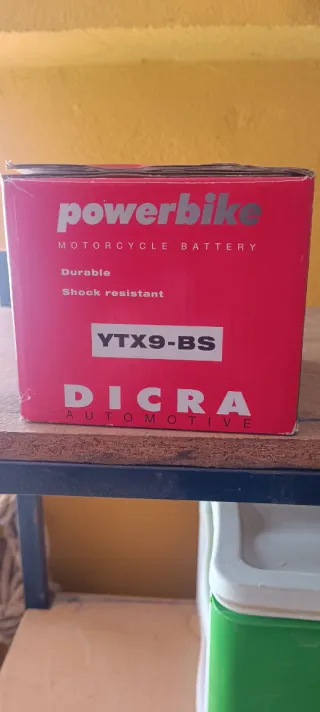 powerbike
MOTORCYCLE BATTERY
Durable
Shock resistant
YTX9-BS
DICRA
AUTOMOTIVE